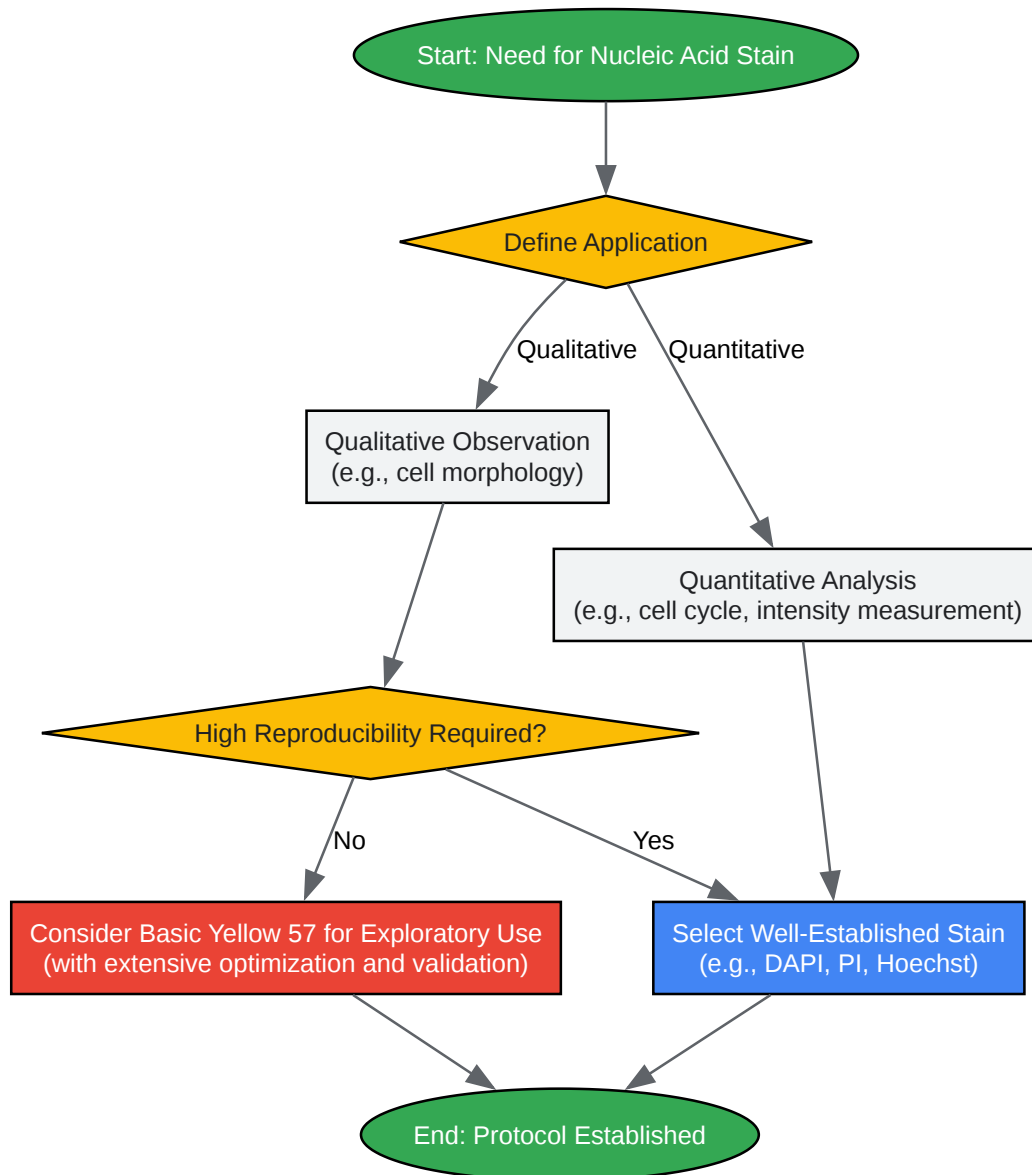 Start: Need for Nucleic Acid Stain
Define Application
Qualitative
Quantitative
Qualitative Observation
(e.g., cell morphology)
Quantitative Analysis
(e.g., cell cycle, intensity measurement)
High Reproducibility Required?
No
Yes
Consider Basic Yellow 57 for Exploratory Use
(with extensive optimization and validation)
Select Well-Established Stain
(e.g., DAPI, PI, Hoechst)
End: Protocol Established